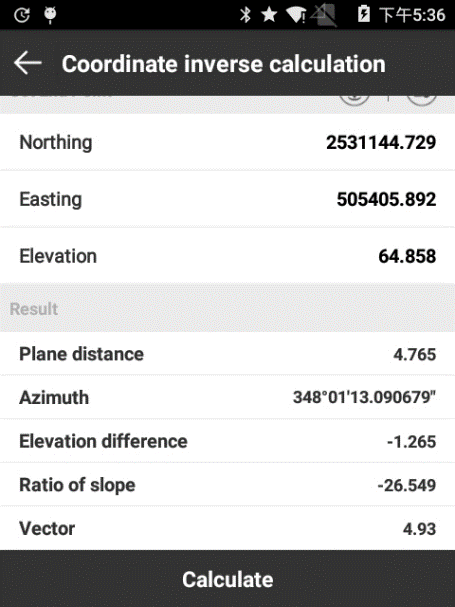 下午5:36
Coordinate inverse calculation
Northing 2531144.729
Easting 505405.892
Elevation 64.858
Result
Plane distance 4.765
Azimuth 348°01'13.090679"
Elevation difference -1.265
Ratio of slope -26.549
Vector 4.93
Calculate